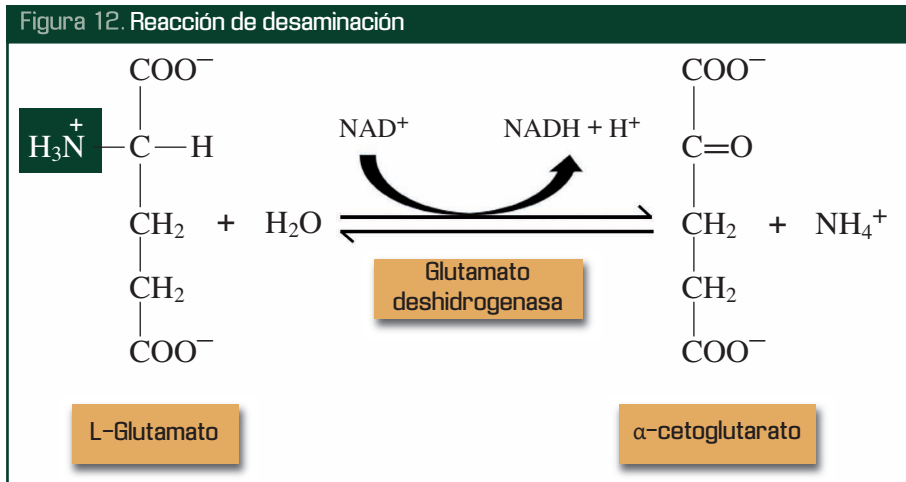 Figura 12. Reacción de desaminación
COO⁻ COO⁻
H₃N⁺—C—H NAD⁺ NADH + H⁺ C=O
CH₂ + H₂O CH₂ + NH₄⁺
Glutamato
deshidrogenasa
CH₂ CH₂
COO⁻ COO⁻
L-Glutamato α-cetoglutarato